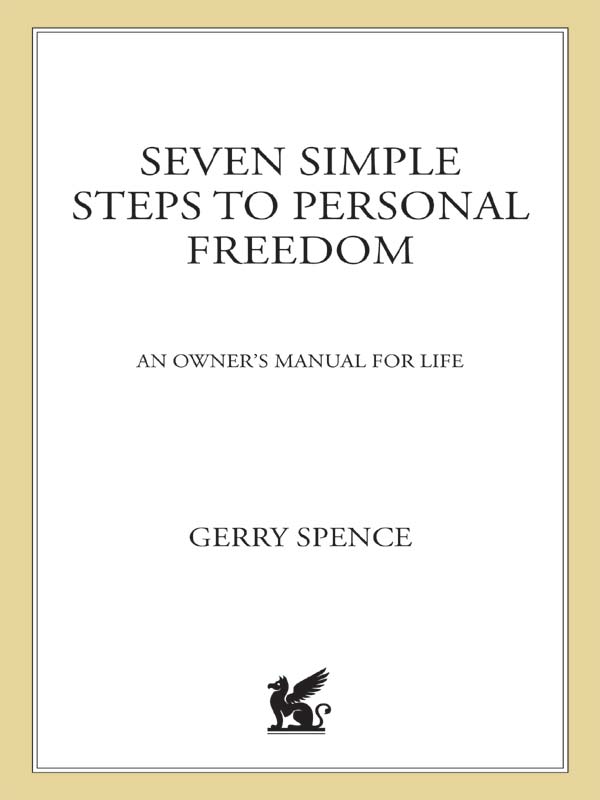 SEVEN SIMPLE
STEPS TO PERSONAL
FREEDOM
AN OWNER'S MANUAL FOR LIFE
GERRY SPENCE